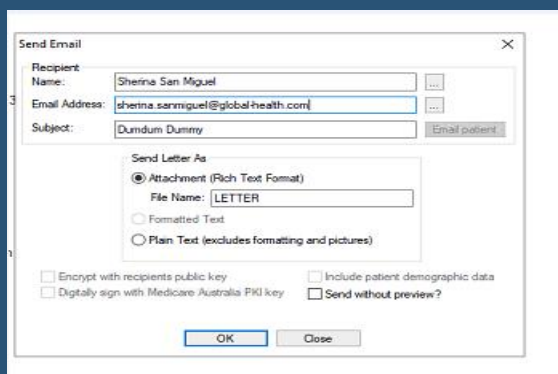 Send Email
Recipient
Name: Sherina San Miguel ...
Email Address: sherina.sanmiguel@global-health.com ...
Subject: Dumdum Dummy Email patient
Send Letter As
Attachment (Rich Text Format)
File Name: LETTER
Formatted Text
Plain Text (excludes formatting and pictures)
Encrypt with recipients public key Include patient demographic data
Digitally sign with Medicare Australia PKI key Send without preview?
OK Close